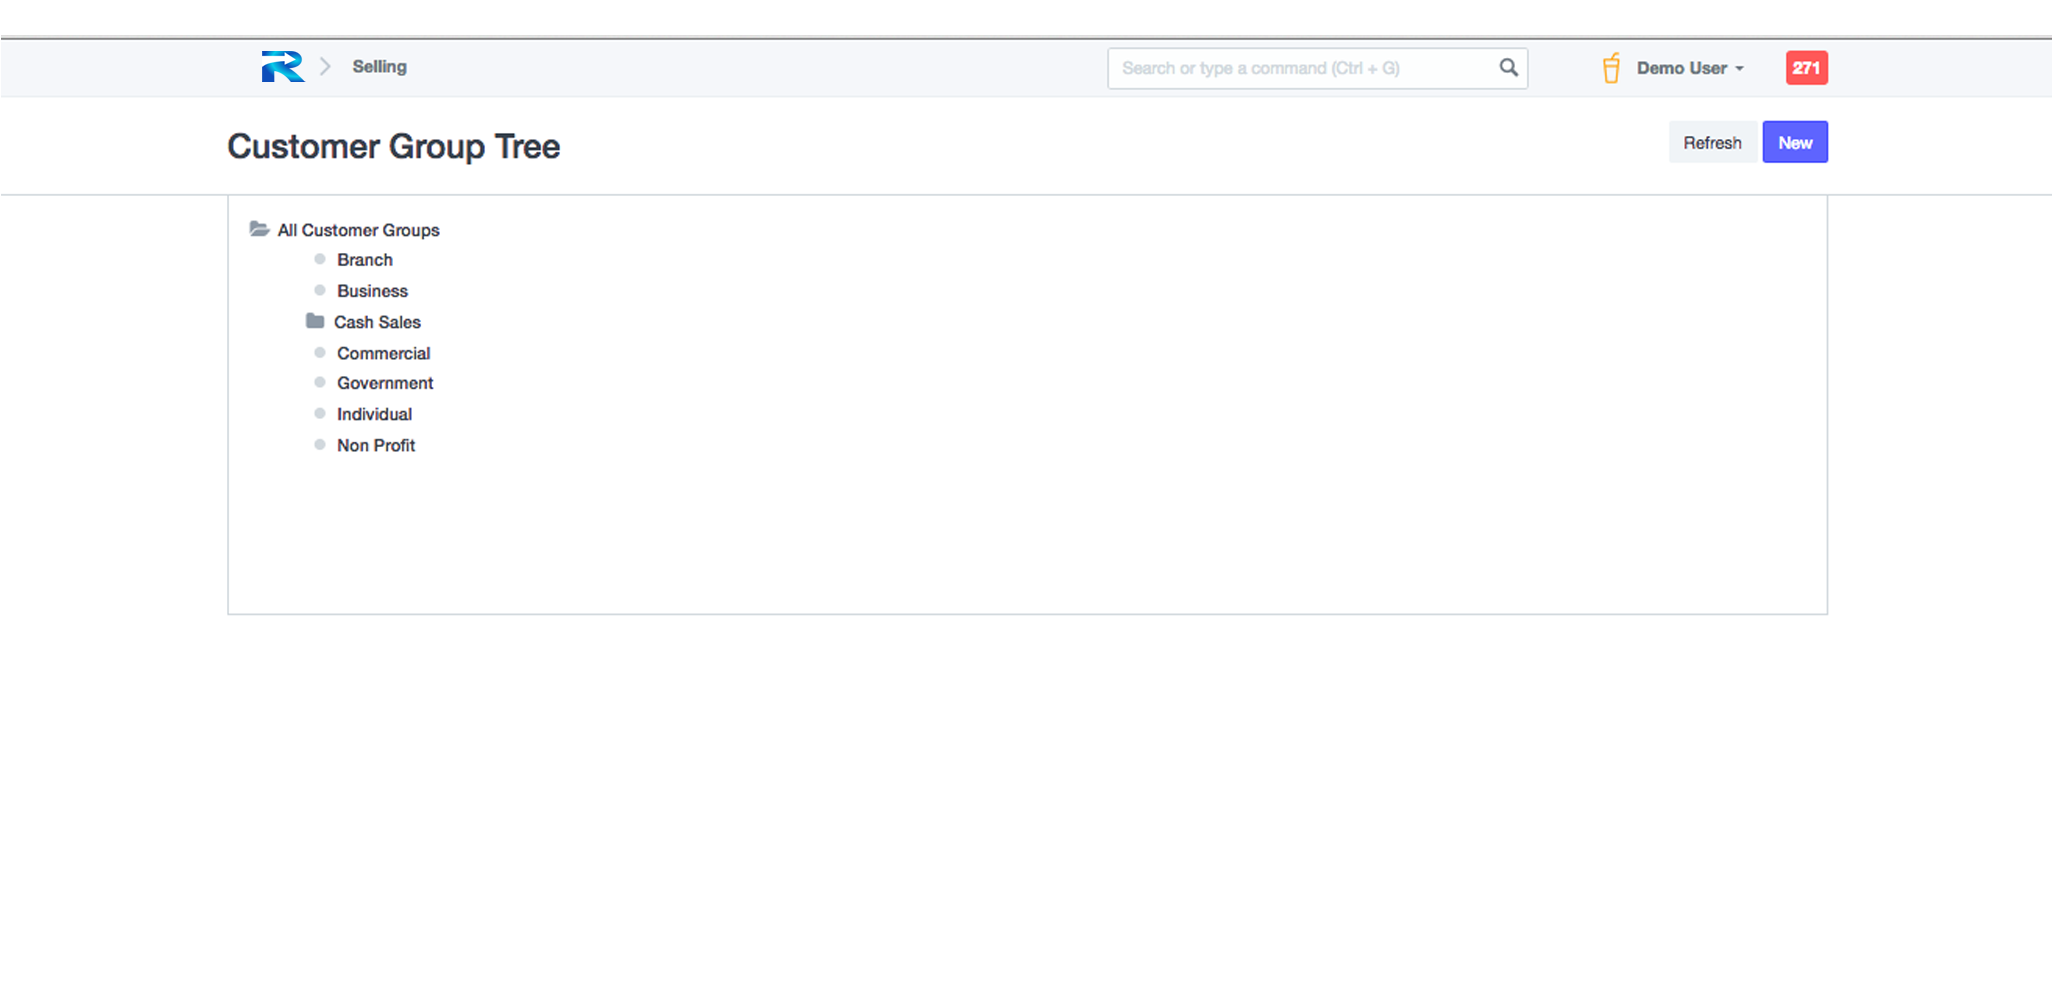 Selling
Search or type a command (Ctrl + G)
Demo User
271
Customer Group Tree
Refresh
New
All Customer Groups
Branch
Business
Cash Sales
Commercial
Government
Individual
Non Profit